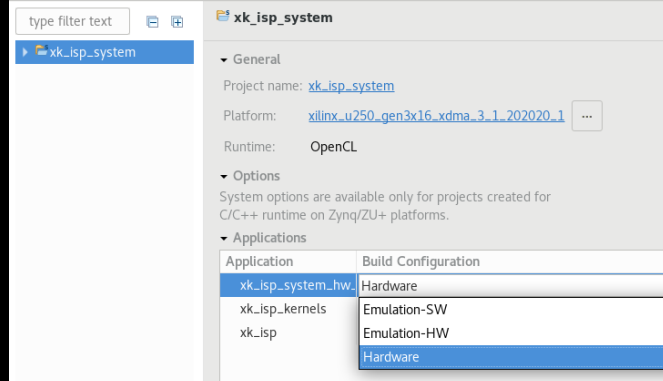 type filter text
xk_isp_system
xk_isp_system
General
Project name: xk_isp_system
Platform: xilinx_u250_gen3x16_xdma_3_1_202020_1 ...
Runtime: OpenCL
Options
System options are available only for projects created for
C/C++ runtime on Zynq/ZU+ platforms.
Applications
Application Build Configuration
xk_isp_system_hw_ Hardware
xk_isp_kernels Emulation-SW
xk_isp Emulation-HW
Hardware